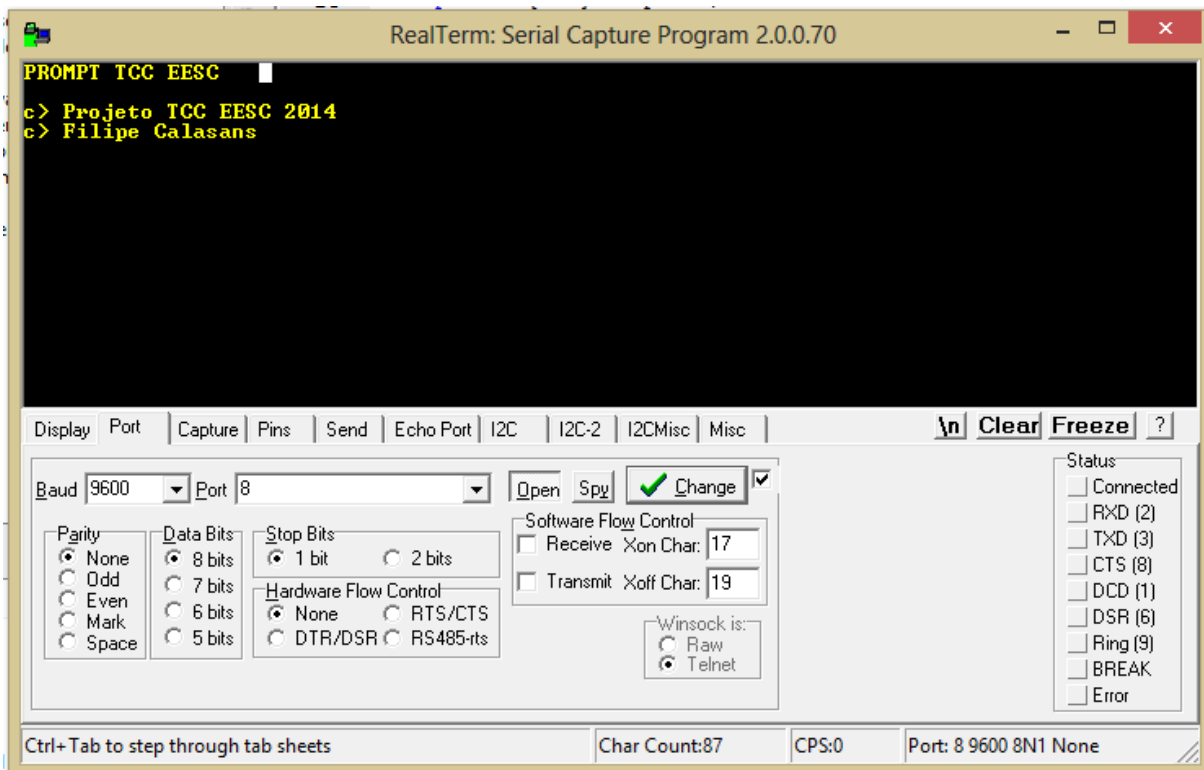 RealTerm: Serial Capture Program 2.0.0.70
PROMPT TCC EESC
c> Projeto TCC EESC 2014
c> Filipe Calasans
Display Port Capture Pins Send Echo Port I2C I2C-2 I2CMisc Misc \n Clear Freeze ?
Baud 9600 Port 8 Open Spy Change
Parity
None
Odd
Even
Mark
Space
Data Bits
8 bits
7 bits
6 bits
5 bits
Stop Bits
1 bit 2 bits
Hardware Flow Control
None RTS/CTS
DTR/DSR RS485-rts
Software Flow Control
Receive Xon Char: 17
Transmit Xoff Char: 19
Winsock is:
Raw
Telnet
Status
Connected
RXD (2)
TXD (3)
CTS (8)
DCD (1)
DSR (6)
Ring (9)
BREAK
Error
Ctrl+Tab to step through tab sheets Char Count:87 CPS:0 Port: 8 9600 8N1 None